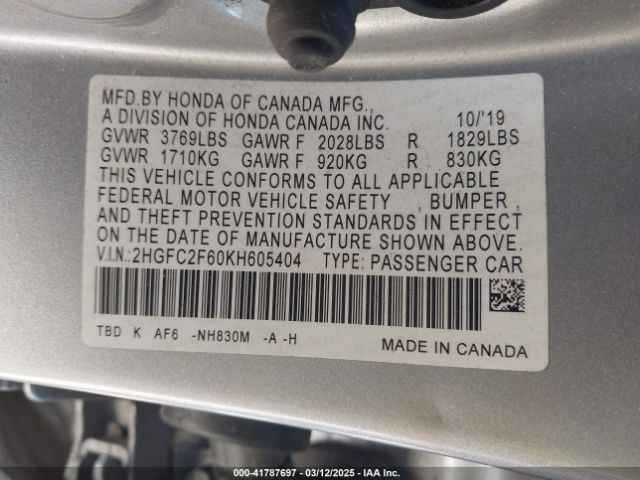 MFD.BY HONDA OF CANADA MFG.,
A DIVISION OF HONDA CANADA INC. 10/'19
GVWR 3769LBS GAWR F 2028LBS R 1829LBS
GVWR 1710KG GAWR F 920KG R 830KG
THIS VEHICLE CONFORMS TO ALL APPLICABLE
FEDERAL MOTOR VEHICLE SAFETY , BUMPER ,
AND THEFT PREVENTION STANDARDS IN EFFECT
ON THE DATE OF MANUFACTURE SHOWN ABOVE.
V.I.N.:2HGFC2F60KH605404 TYPE: PASSENGER CAR
TBD K AF6 -NH830M -A -H
MADE IN CANADA
000-41787697 - 03/12/2025 - IAA Inc.